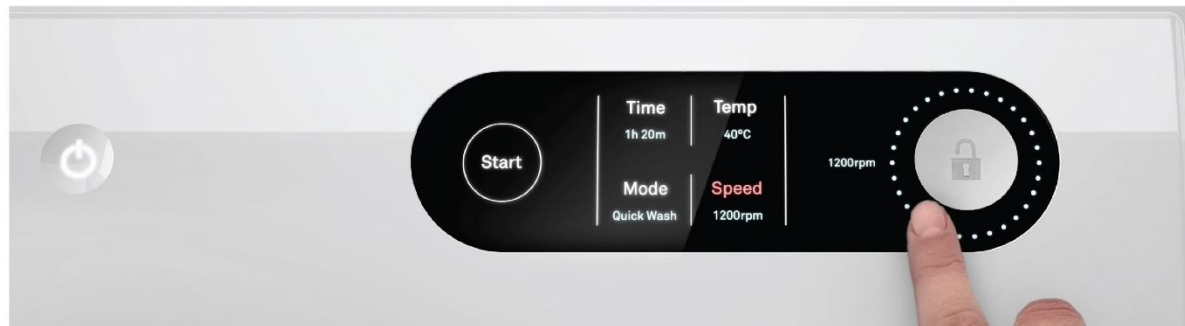 Start
Time
1h 20m
Temp
40°C
Mode
Quick Wash
Speed
1200rpm
1200rpm